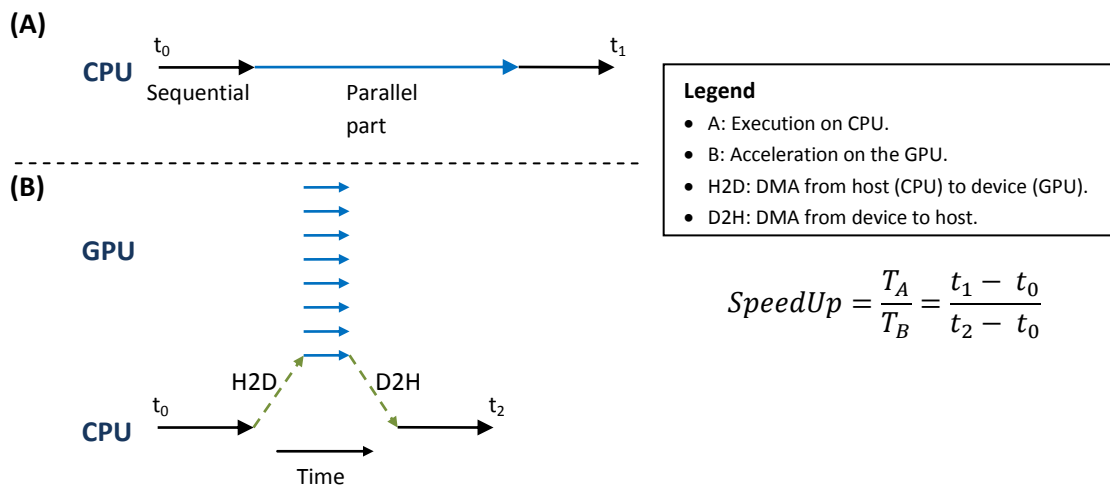 (A)
t₀
t₁
CPU
Sequential
Parallel
part
Legend
• A: Execution on CPU.
• B: Acceleration on the GPU.
• H2D: DMA from host (CPU) to device (GPU).
• D2H: DMA from device to host.
(B)
GPU
SpeedUp = T_A / T_B = (t₁ − t₀) / (t₂ − t₀)
H2D
D2H
t₀
t₂
CPU
Time